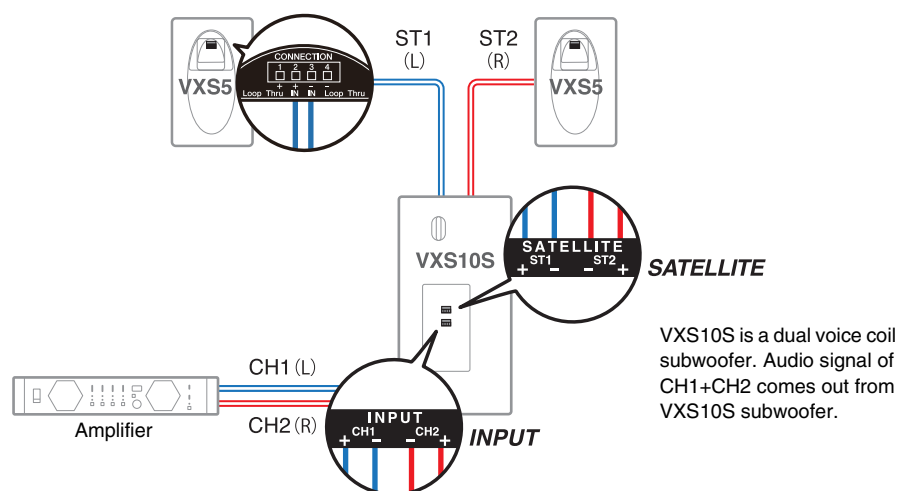 ST1
(L)
ST2
(R)
CONNECTION
1 2 3 4
+ + − −
Loop Thru IN IN Loop Thru
VXS5
VXS5
VXS10S
SATELLITE
ST1 ST2
+ − − +
SATELLITE
VXS10S is a dual voice coil
subwoofer. Audio signal of
CH1+CH2 comes out from
VXS10S subwoofer.
CH1(L)
CH2(R)
Amplifier
INPUT
+ CH1 − − CH2 +
INPUT